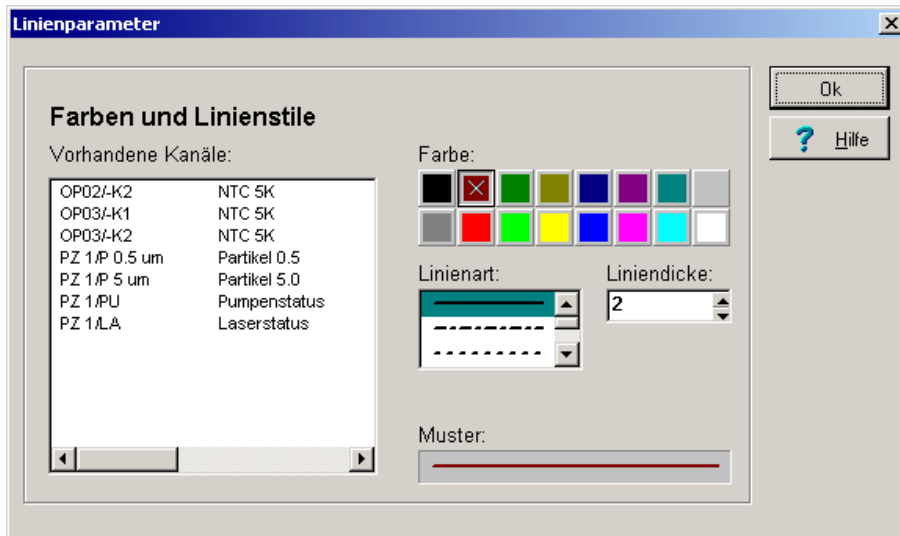 Linienparameter
Farben und Linienstile
Vorhandene Kanäle:
OP02/-K2 NTC 5K
OP03/-K1 NTC 5K
OP03/-K2 NTC 5K
PZ 1/P 0.5 um Partikel 0.5
PZ 1/P 5 um Partikel 5.0
PZ 1/PU Pumpenstatus
PZ 1/LA Laserstatus
Farbe:
Linienart:
Liniendicke:
2
Muster:
Ok
? Hilfe